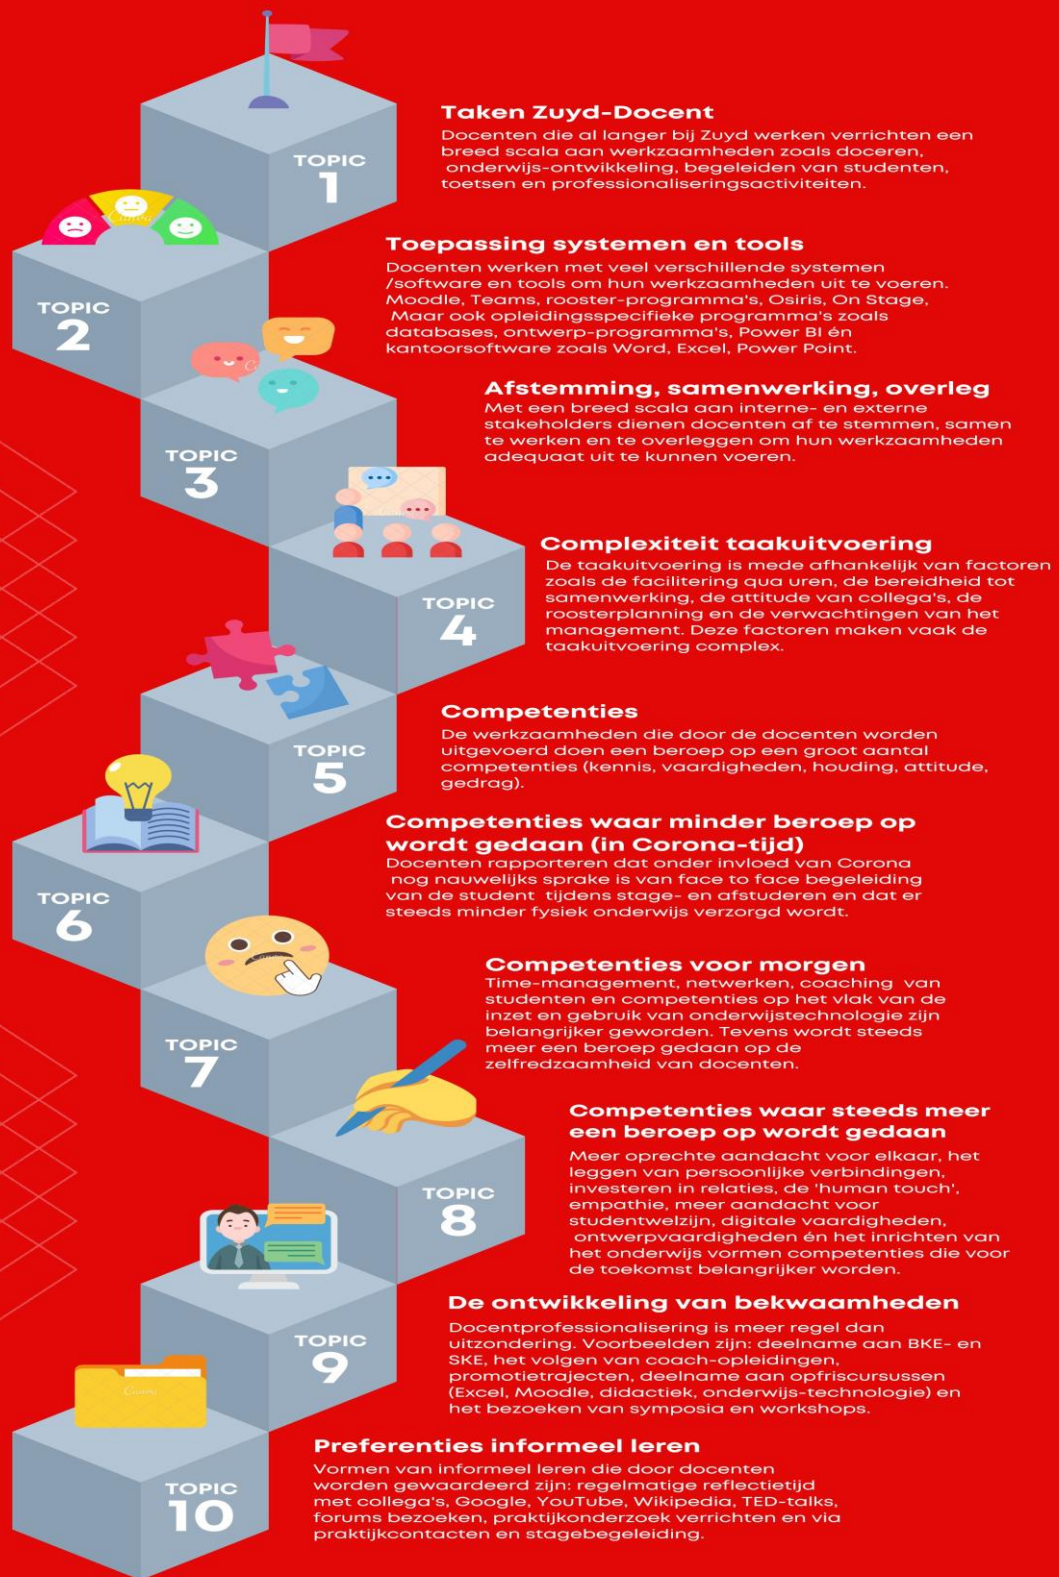 TOPIC
1
Taken Zuyd-Docent
Docenten die al langer bij Zuyd werken verrichten een
breed scala aan werkzaamheden zoals doceren,
onderwijs-ontwikkeling, begeleiden van studenten,
toetsen en professionaliseringsactiviteiten.
TOPIC
2
Toepassing systemen en tools
Docenten werken met veel verschillende systemen
/software en tools om hun werkzaamheden uit te voeren.
Moodle, Teams, rooster-programma's, Osiris, On Stage,
Maar ook opleidingsspecifieke programma's zoals
databases, ontwerp-programma's, Power BI én
kantoorsoftware zoals Word, Excel, Power Point.
TOPIC
3
Afstemming, samenwerking, overleg
Met een breed scala aan interne- en externe
stakeholders dienen docenten af te stemmen, samen
te werken en te overleggen om hun werkzaamheden
adequaat uit te kunnen voeren.
TOPIC
4
Complexiteit taakuitvoering
De taakuitvoering is mede afhankelijk van factoren
zoals de facilitering qua uren, de bereidheid tot
samenwerking, de attitude van collega's, de
roosterplanning en de verwachtingen van het
management. Deze factoren maken vaak de
taakuitvoering complex.
TOPIC
5
Competenties
De werkzaamheden die door de docenten worden
uitgevoerd doen een beroep op een groot aantal
competenties (kennis, vaardigheden, houding, attitude,
gedrag).
TOPIC
6
Competenties waar minder beroep op
wordt gedaan (in Corona-tijd)
Docenten rapporteren dat onder invloed van Corona
nog nauwelijks sprake is van face to face begeleiding
van de student tijdens stage- en afstuderen en dat er
steeds minder fysiek onderwijs verzorgd wordt.
TOPIC
7
Competenties voor morgen
Time-management, netwerken, coaching van
studenten en competenties op het vlak van de
inzet en gebruik van onderwijstechnologie zijn
belangrijker geworden. Tevens wordt steeds
meer een beroep gedaan op de
zelfredzaamheid van docenten.
TOPIC
8
Competenties waar steeds meer
een beroep op wordt gedaan
Meer oprechte aandacht voor elkaar, het
leggen van persoonlijke verbindingen,
investeren in relaties, de 'human touch',
empathie, meer aandacht voor
studentwelzijn, digitale vaardigheden,
ontwerpvaardigheden én het inrichten van
het onderwijs vormen competenties die voor
de toekomst belangrijker worden.
TOPIC
9
De ontwikkeling van bekwaamheden
Docentprofessionalisering is meer regel dan
uitzondering. Voorbeelden zijn: deelname aan BKE- en
SKE, het volgen van coach-opleidingen,
promotietrajecten, deelname aan opfriscursussen
(Excel, Moodle, didactiek, onderwijs-technologie) en
het bezoeken van symposia en workshops.
TOPIC
10
Preferenties informeel leren
Vormen van informeel leren die door docenten
worden gewaardeerd zijn: regelmatige reflectietijd
met collega's, Google, YouTube, Wikipedia, TED-talks,
forums bezoeken, praktijkonderzoek verrichten en via
praktijkcontacten en stagebegeleiding.